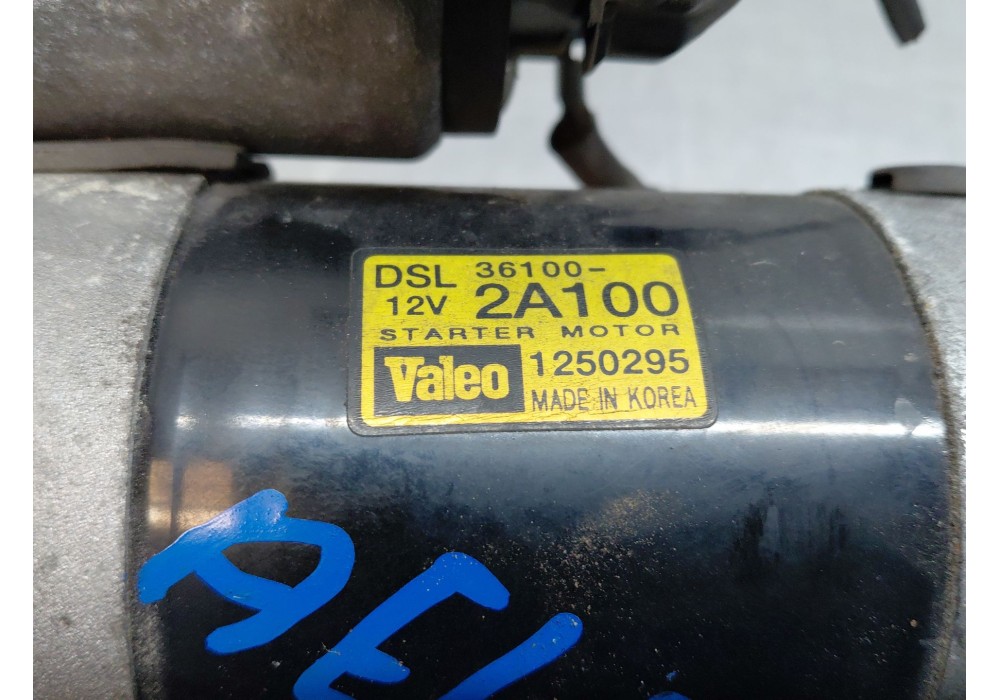 DSL 36100-
12V 2A100
STARTER MOTOR
Valeo 1250295
MADE IN KOREA